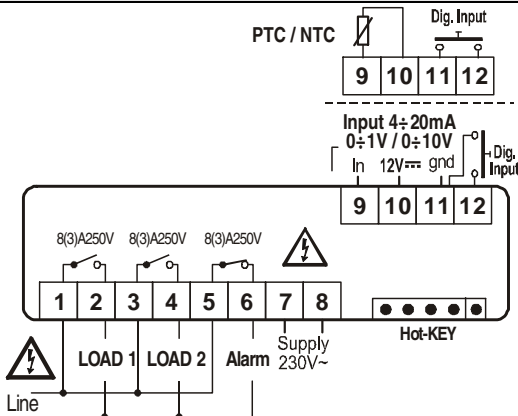 Dig. Input
PTC / NTC
9 10 11 12
Input 4÷20mA
0÷1V / 0÷10V
In 12V gnd
Dig.
Input
9 10 11 12
8(3)A250V 8(3)A250V 8(3)A250V
1 2 3 4 5 6 7 8
Hot-KEY
LOAD 1 LOAD 2 Alarm Supply
230V~
Line